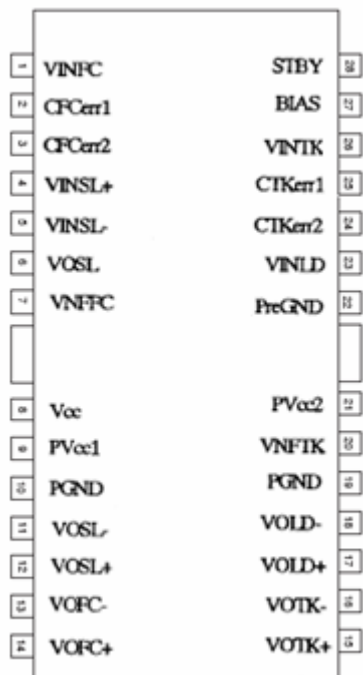 1 VINFC STBY 28
2 CFCerr1 BIAS 27
3 CFCerr2 VINTK 26
4 VINSL+ CTKerr1 25
5 VINSL- CTKerr2 24
6 VOSL VINLD 23
7 VNFFC PreGND 22
8 Vcc PVcc2 21
9 PVcc1 VNFTK 20
10 PGND PGND 19
11 VOSL- VOLD- 18
12 VOSL+ VOLD+ 17
13 VOFC- VOTK- 16
14 VOFC+ VOTK+ 15